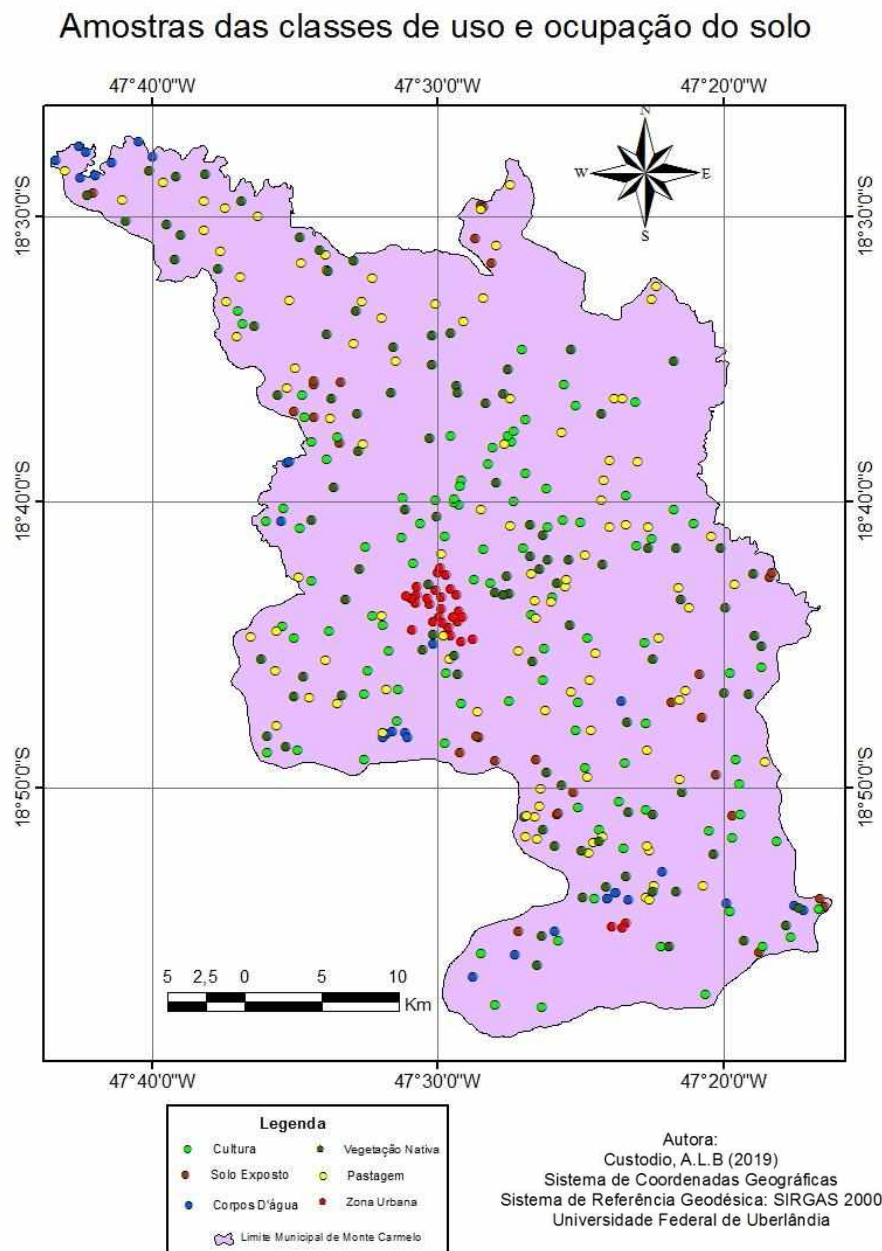 Amostras das classes de uso e ocupação do solo
47°40'0"W 47°30'0"W 47°20'0"W
N
W E
S
18°30'0"S 18°30'0"S
18°40'0"S 18°40'0"S
18°50'0"S 18°50'0"S
5 2,5 0 5 10
Km
47°40'0"W 47°30'0"W 47°20'0"W
Legenda
Cultura Vegetação Nativa
Solo Exposto Pastagem
Corpos D'água Zona Urbana
Limite Municipal de Monte Carmelo
Autora:
Custodio, A.L.B (2019)
Sistema de Coordenadas Geográficas
Sistema de Referência Geodésica: SIRGAS 2000
Universidade Federal de Uberlândia